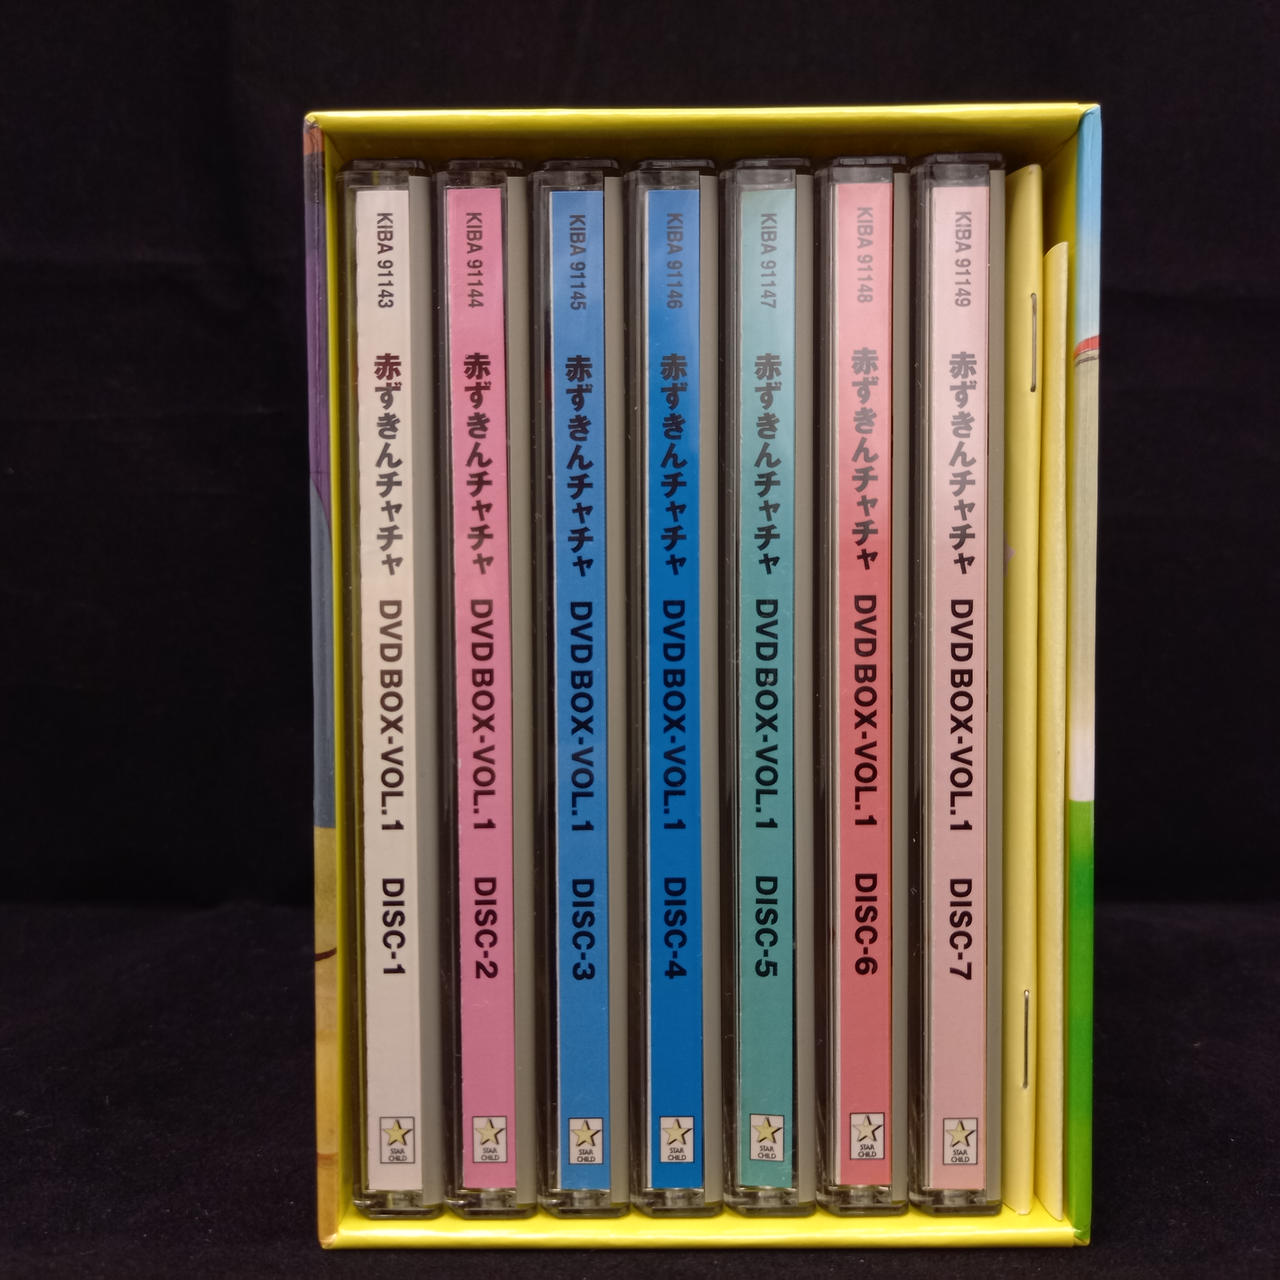 KIBA 91143 赤ずきんチャチャ DVD BOX-VOL.1 DISC-1
STAR
CHILD
KIBA 91144 赤ずきんチャチャ DVD BOX-VOL.1 DISC-2
STAR
CHILD
KIBA 91145 赤ずきんチャチャ DVD BOX-VOL.1 DISC-3
STAR
CHILD
KIBA 91146 赤ずきんチャチャ DVD BOX-VOL.1 DISC-4
STAR
CHILD
KIBA 91147 赤ずきんチャチャ DVD BOX-VOL.1 DISC-5
STAR
CHILD
KIBA 91148 赤ずきんチャチャ DVD BOX-VOL.1 DISC-6
STAR
CHILD
KIBA 91149 赤ずきんチャチャ DVD BOX-VOL.1 DISC-7
STAR
CHILD